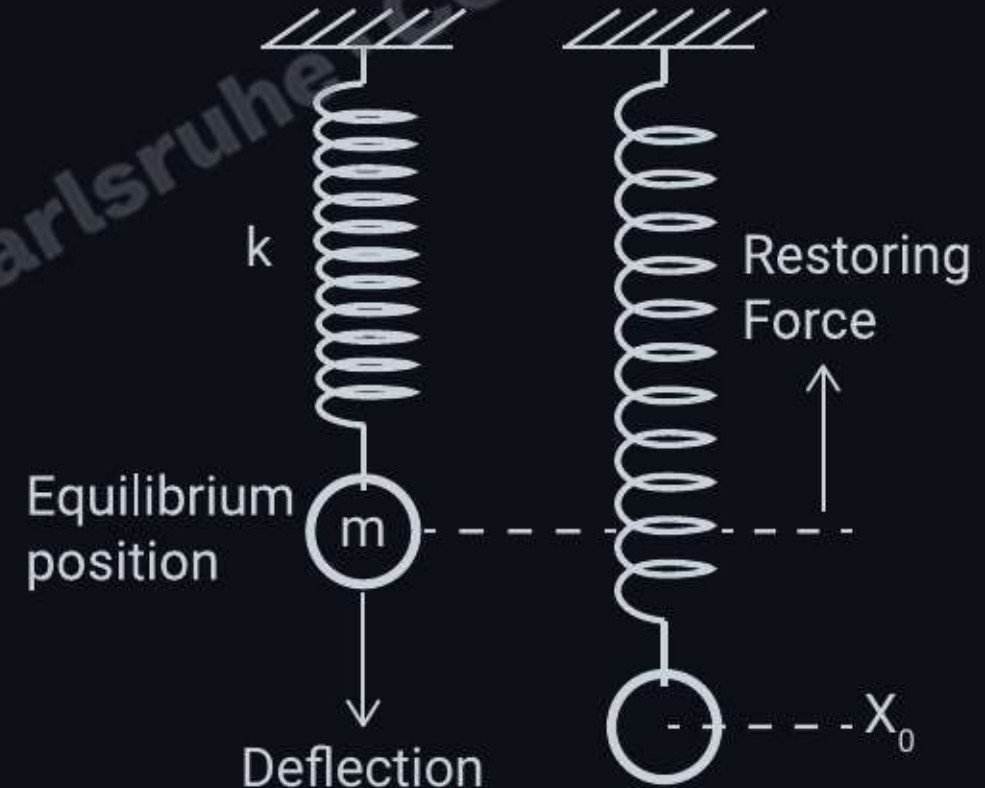 k
Restoring
Force
Equilibrium
position
m
X₀
Deflection